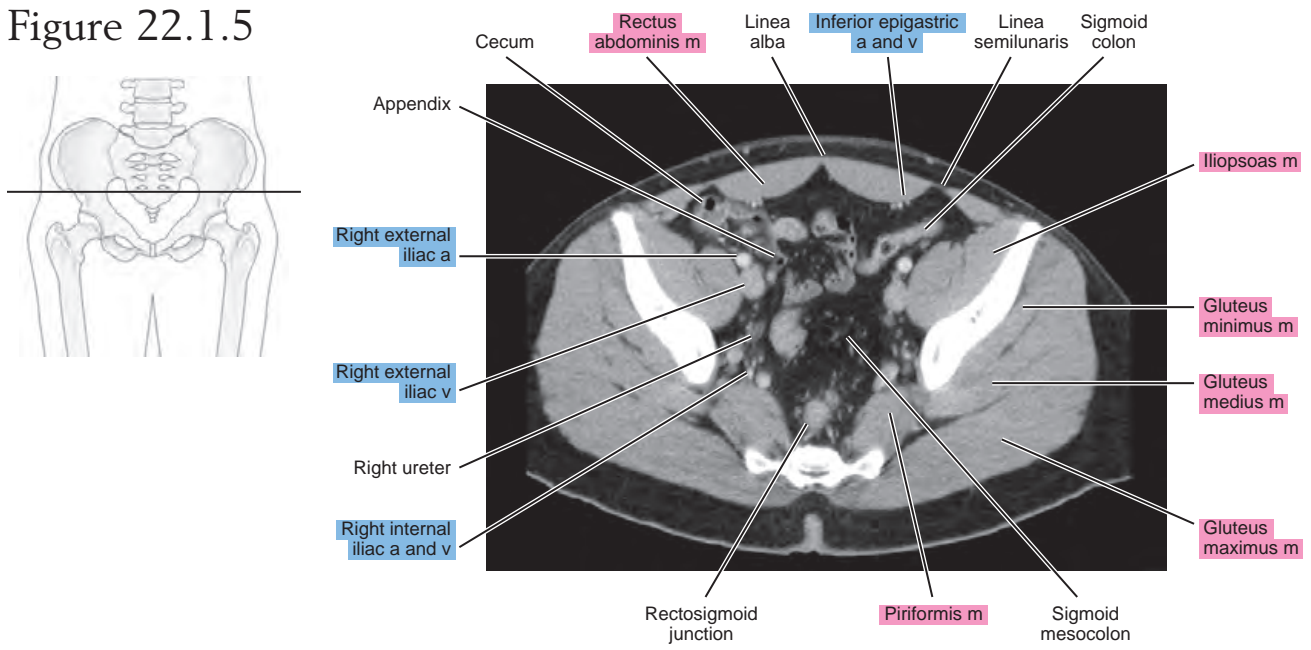 Figure 22.1.5
Cecum
Rectus
abdominis m
Linea
alba
Inferior epigastric
a and v
Linea
semilunaris
Sigmoid
colon
Appendix
Iliopsoas m
Right external
iliac a
Gluteus
minimus m
Right external
iliac v
Gluteus
medius m
Right ureter
Right internal
iliac a and v
Gluteus
maximus m
Rectosigmoid
junction
Piriformis m
Sigmoid
mesocolon